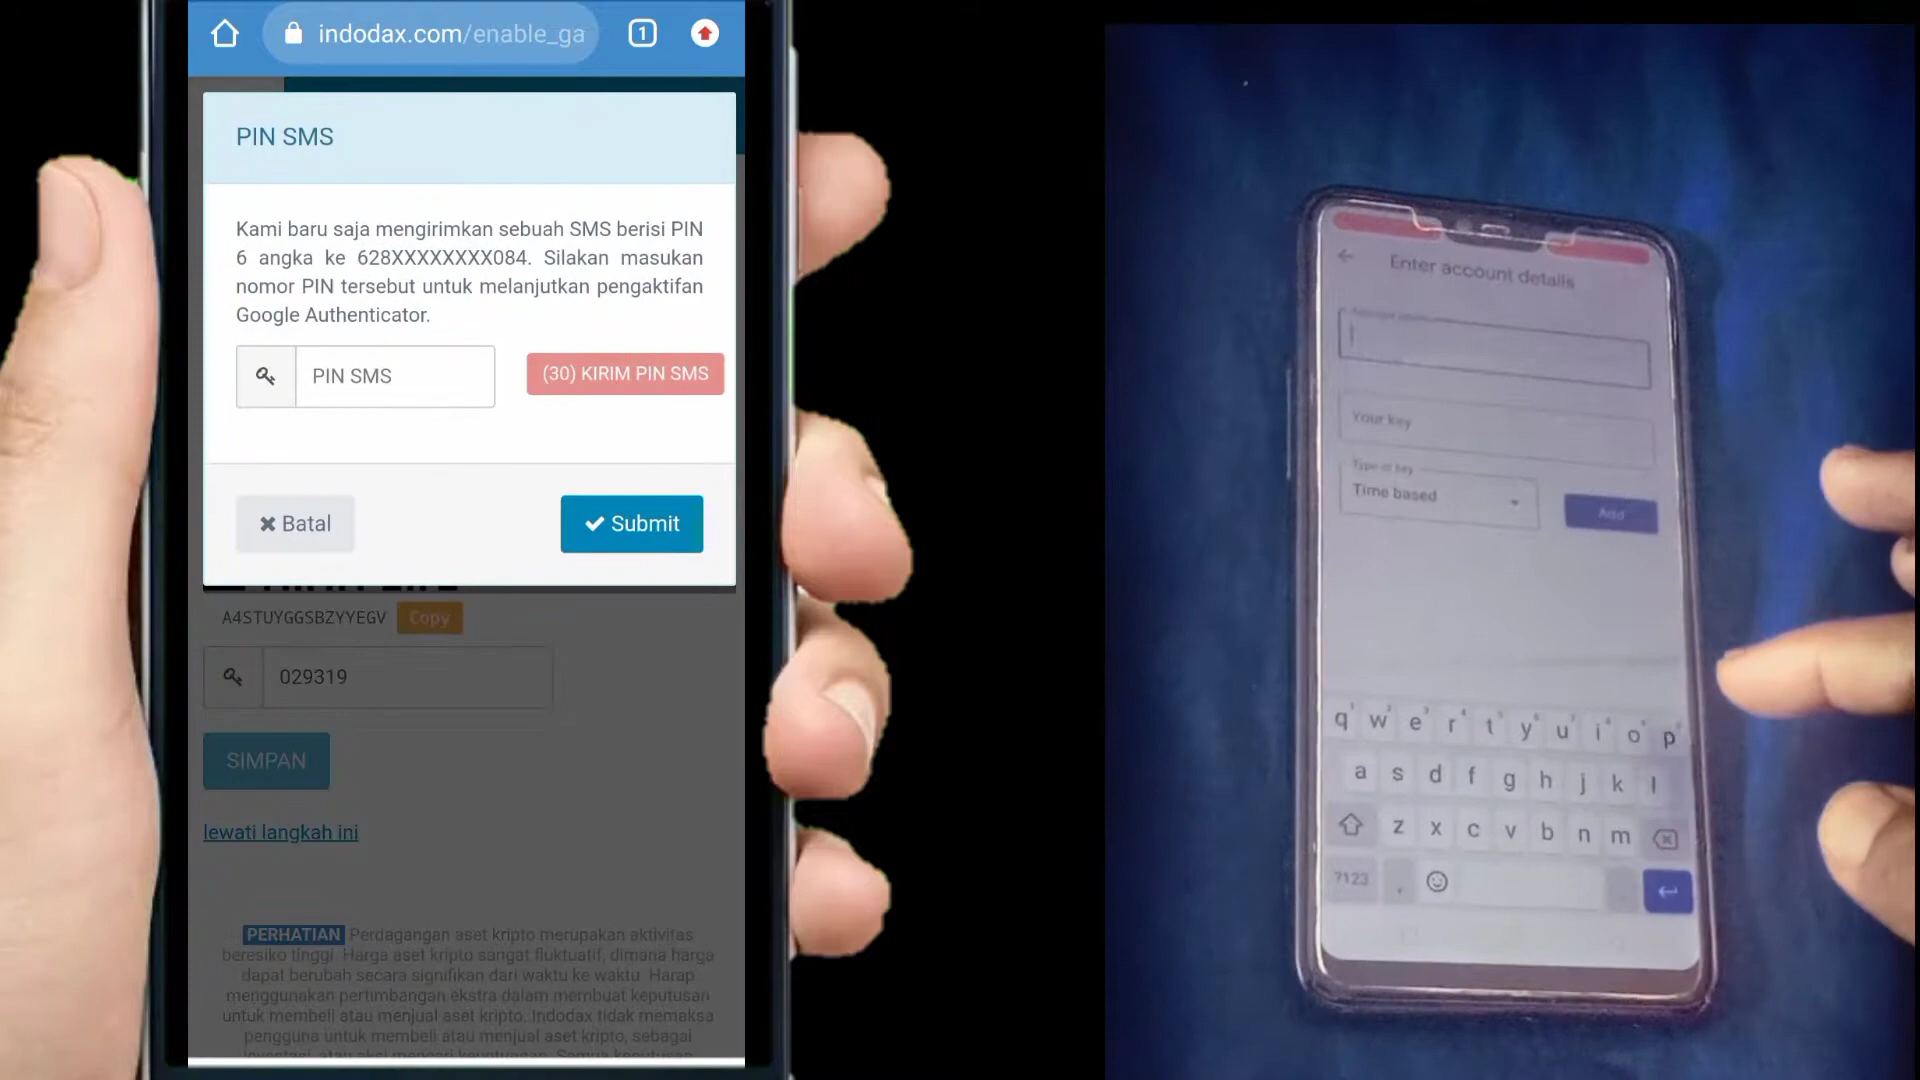 indodax.com/enable_ga
1
PIN SMS
Kami baru saja mengirimkan sebuah SMS berisi PIN
6 angka ke 628XXXXXXXX084. Silakan masukan
nomor PIN tersebut untuk melanjutkan pengaktifan
Google Authenticator.
PIN SMS
(30) KIRIM PIN SMS
Batal
Submit
A4STUYGGSBZYYEGV
Copy
029319
SIMPAN
lewati langkah ini
PERHATIAN Perdagangan aset kripto merupakan aktivitas
beresiko tinggi. Harga aset kripto sangat fluktuatif, dimana harga
dapat berubah secara signifikan dari waktu ke waktu. Harap
menggunakan pertimbangan ekstra dalam membuat keputusan
untuk membeli atau menjual aset kripto. Indodax tidak memaksa
pengguna untuk membeli atau menjual aset kripto, sebagai
Enter account details
Your key
Type of key
Time based
Add
q w e r t y u i o p
a s d f g h j k l
z x c v b n m
?123 ,